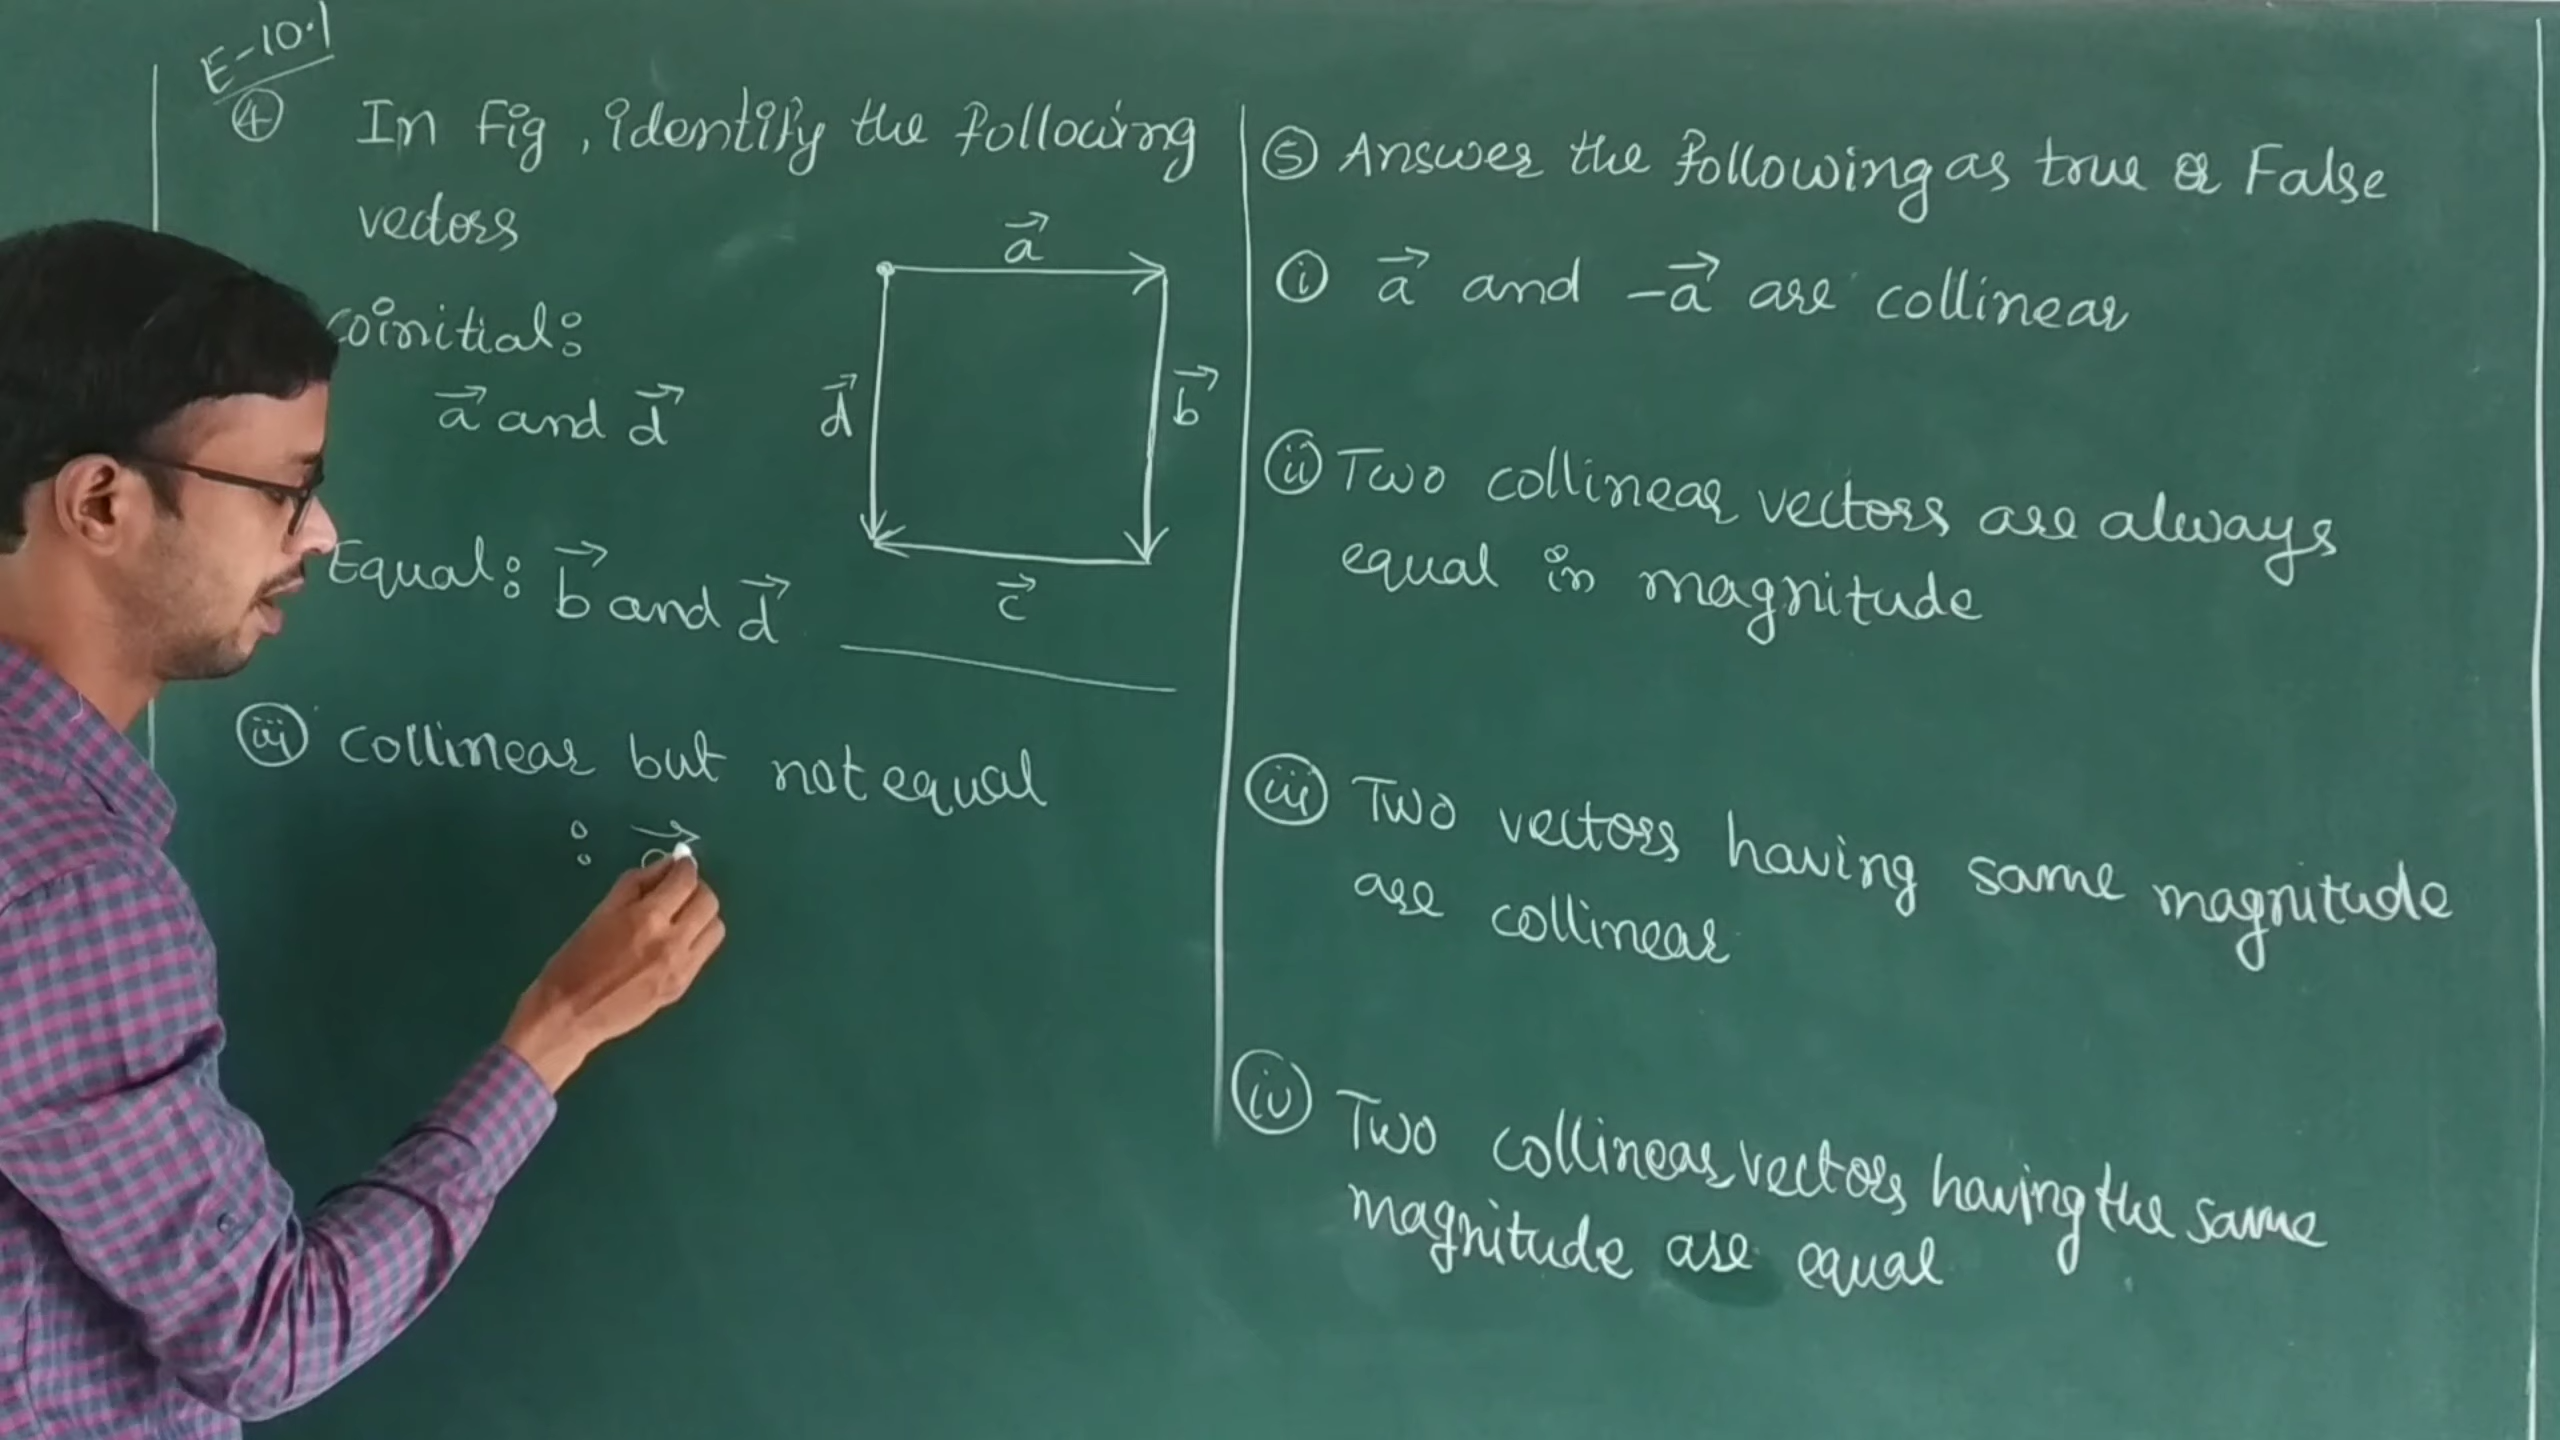 E-10.1
④ In Fig, identify the following
vectors
coinitial:
a⃗ and d⃗
Equal: b⃗ and d⃗
a⃗
d⃗
b⃗
c⃗
(iii) collinear but not equal
: a⃗
⑤ Answer the following as true or False
(i) a⃗ and -a⃗ are collinear
(ii) Two collinear vectors are always
equal in magnitude
(iii) Two vectors having same magnitude
are collinear
(iv) Two collinear vectors having the same
magnitude are equal